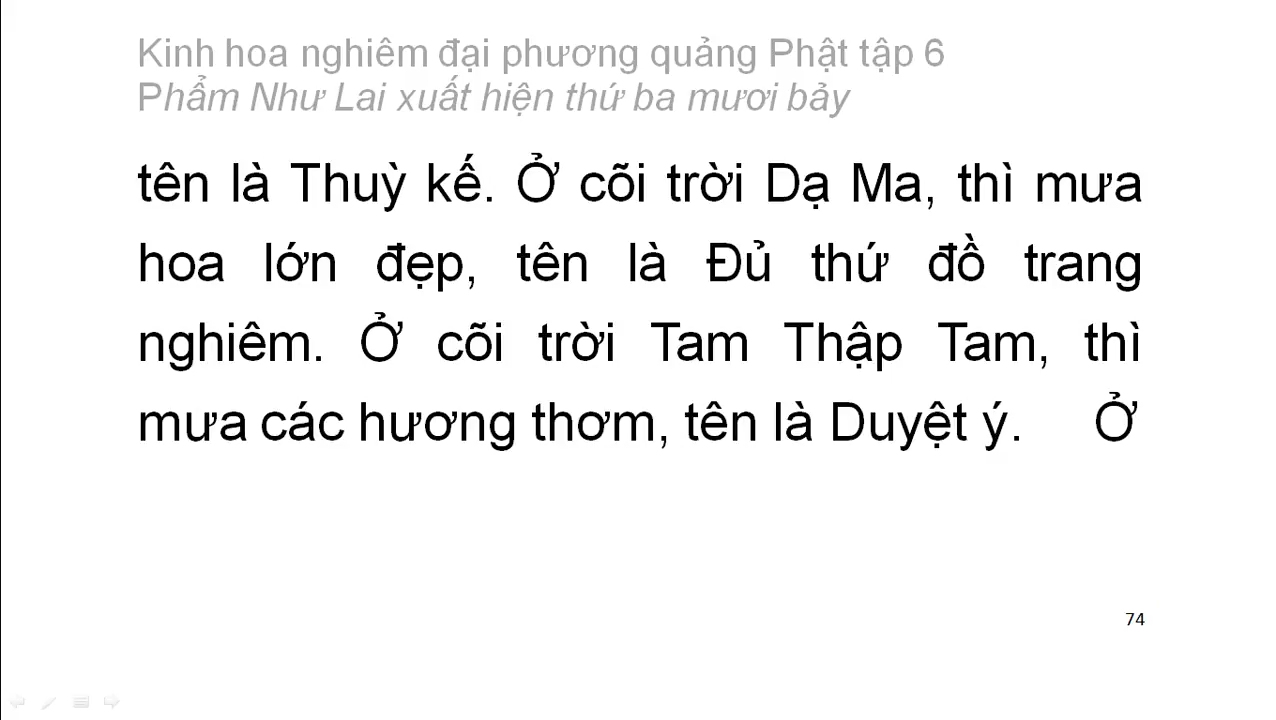 Kinh hoa nghiêm đại phương quảng Phật tập 6
Phẩm Như Lai xuất hiện thứ ba mươi bảy
tên là Thuỳ kế. Ở cõi trời Dạ Ma, thì mưa
hoa lớn đẹp, tên là Đủ thứ đồ trang
nghiêm. Ở cõi trời Tam Thập Tam, thì
mưa các hương thơm, tên là Duyệt ý. Ở
74